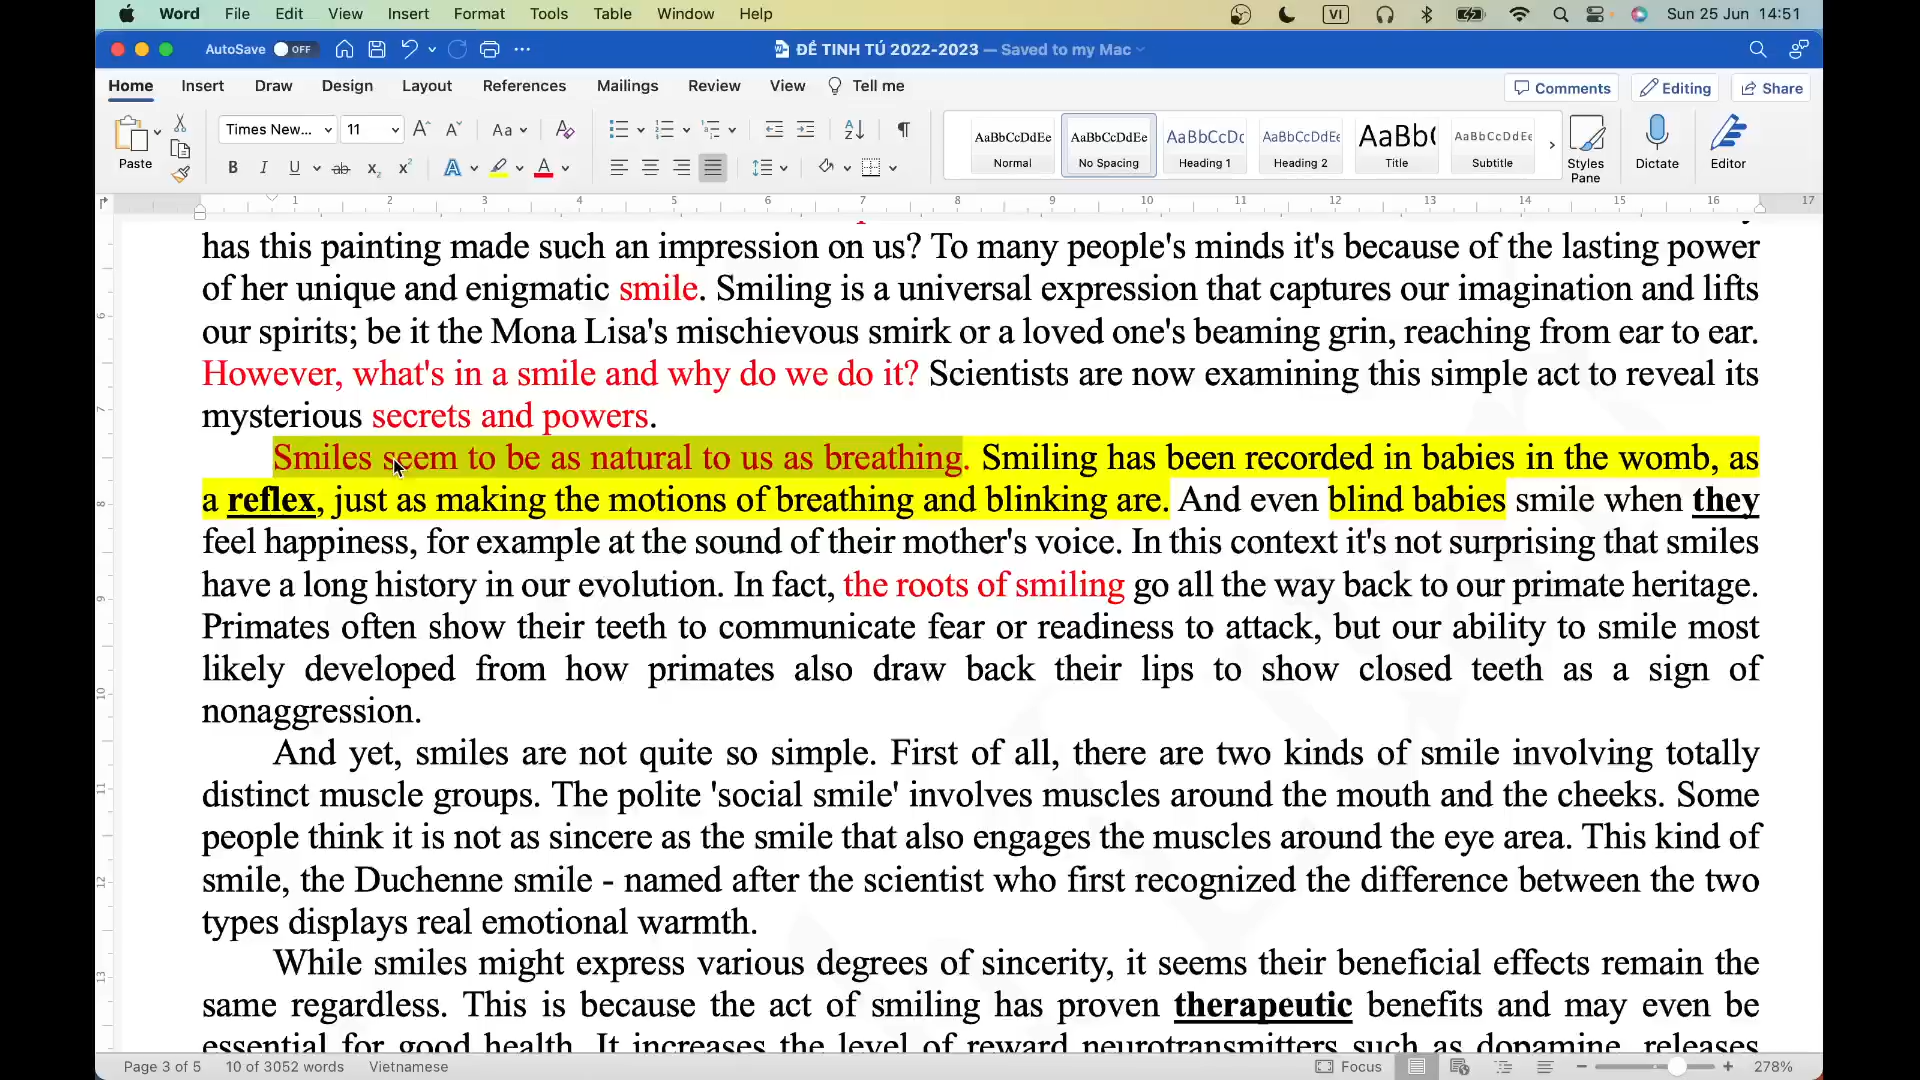 Word File Edit View Insert Format Tools Table Window Help VI Sun 25 Jun 14:51
AutoSave OFF ĐỀ TINH TÚ 2022-2023 — Saved to my Mac
Home Insert Draw Design Layout References Mailings Review View Tell me Comments Editing Share
Paste Times New... 11 Aa
AaBbCcDdEe Normal AaBbCcDdEe No Spacing AaBbCcDc Heading 1 AaBbCcDdEe Heading 2 AaBb( Title AaBbCcDdEe Subtitle Styles Pane Dictate Editor
1 2 3 4 5 6 7 8 9 10 11 12 13 14 15 16 17
has this painting made such an impression on us? To many people's minds it's because of the lasting power
of her unique and enigmatic smile. Smiling is a universal expression that captures our imagination and lifts
our spirits; be it the Mona Lisa's mischievous smirk or a loved one's beaming grin, reaching from ear to ear.
However, what's in a smile and why do we do it? Scientists are now examining this simple act to reveal its
mysterious secrets and powers.
Smiles seem to be as natural to us as breathing. Smiling has been recorded in babies in the womb, as
a reflex, just as making the motions of breathing and blinking are. And even blind babies smile when they
feel happiness, for example at the sound of their mother's voice. In this context it's not surprising that smiles
have a long history in our evolution. In fact, the roots of smiling go all the way back to our primate heritage.
Primates often show their teeth to communicate fear or readiness to attack, but our ability to smile most
likely developed from how primates also draw back their lips to show closed teeth as a sign of
nonaggression.
And yet, smiles are not quite so simple. First of all, there are two kinds of smile involving totally
distinct muscle groups. The polite 'social smile' involves muscles around the mouth and the cheeks. Some
people think it is not as sincere as the smile that also engages the muscles around the eye area. This kind of
smile, the Duchenne smile - named after the scientist who first recognized the difference between the two
types displays real emotional warmth.
While smiles might express various degrees of sincerity, it seems their beneficial effects remain the
same regardless. This is because the act of smiling has proven therapeutic benefits and may even be
essential for good health. It increases the level of reward neurotransmitters such as dopamine, releases
Page 3 of 5 10 of 3052 words Vietnamese Focus 278%